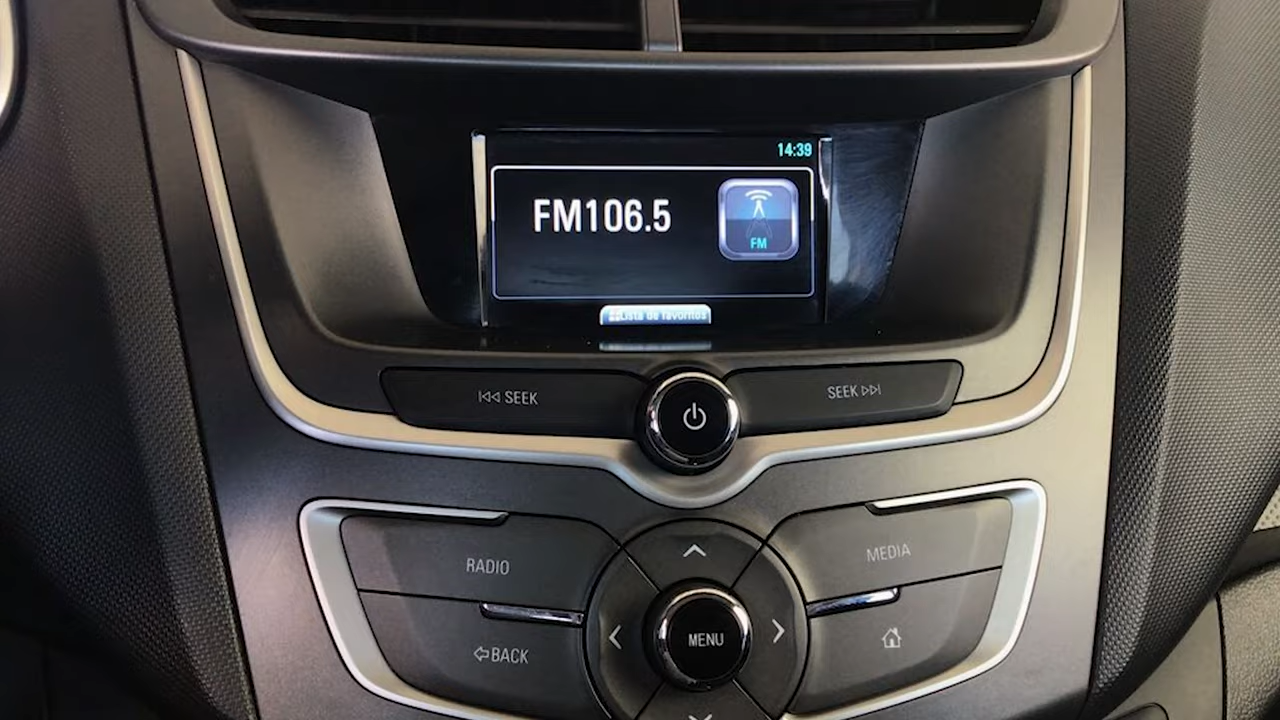 14:39
FM106.5
FM
Lista de favoritos
SEEK
SEEK
RADIO
MEDIA
MENU
BACK